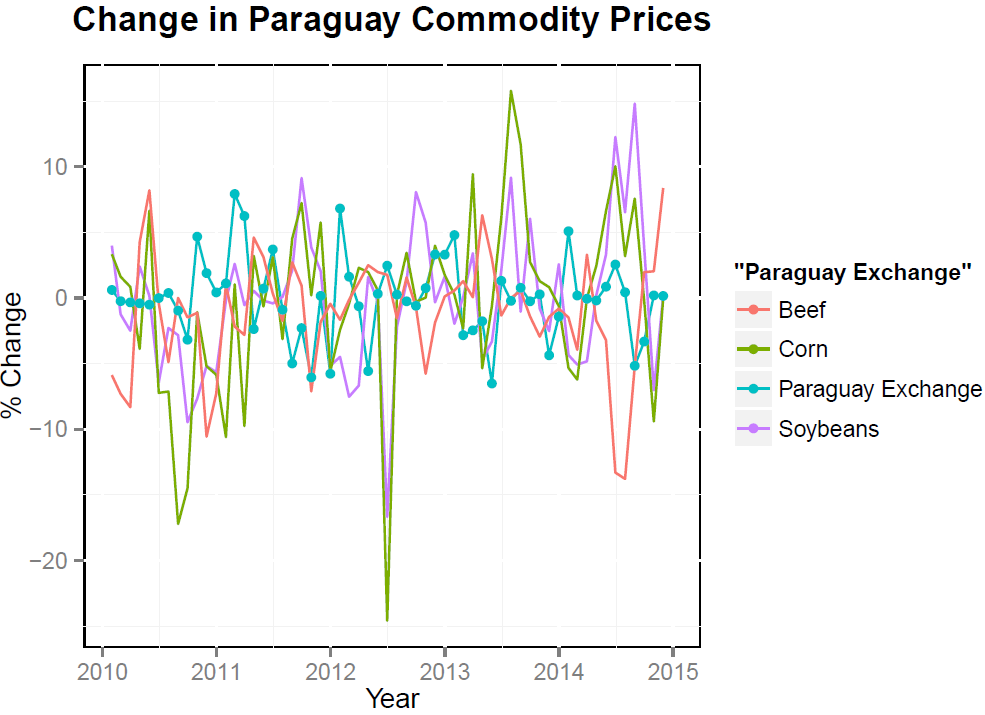 Change in Paraguay Commodity Prices
% Change
10
0
−10
−20
2010 2011 2012 2013 2014 2015
Year
"Paraguay Exchange"
Beef
Corn
Paraguay Exchange
Soybeans